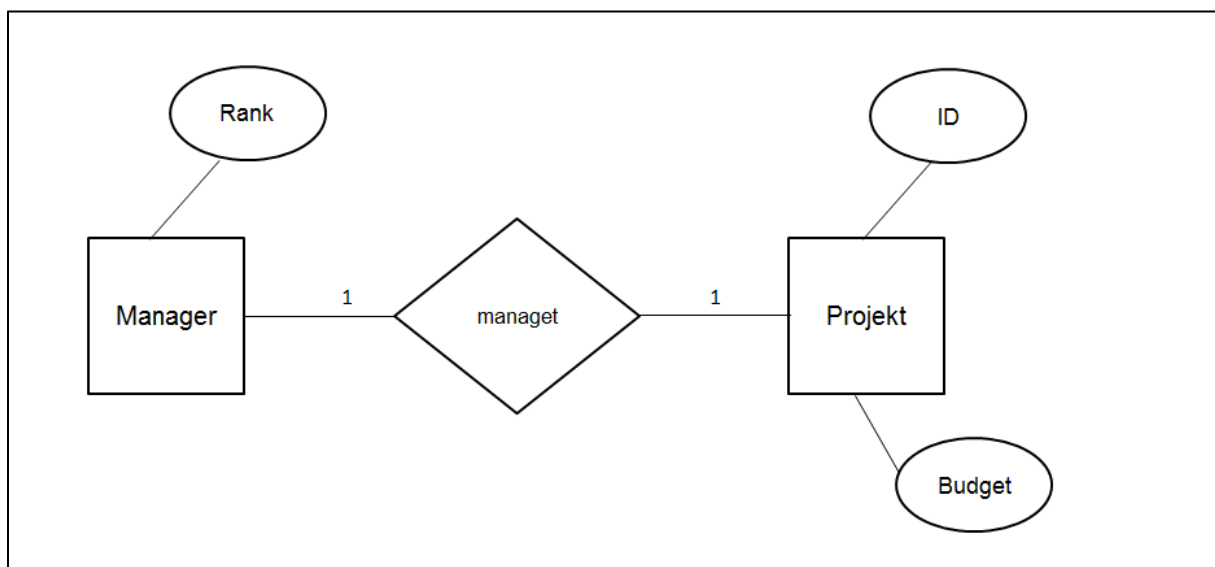 Rank
ID
Manager
1
managet
1
Projekt
Budget